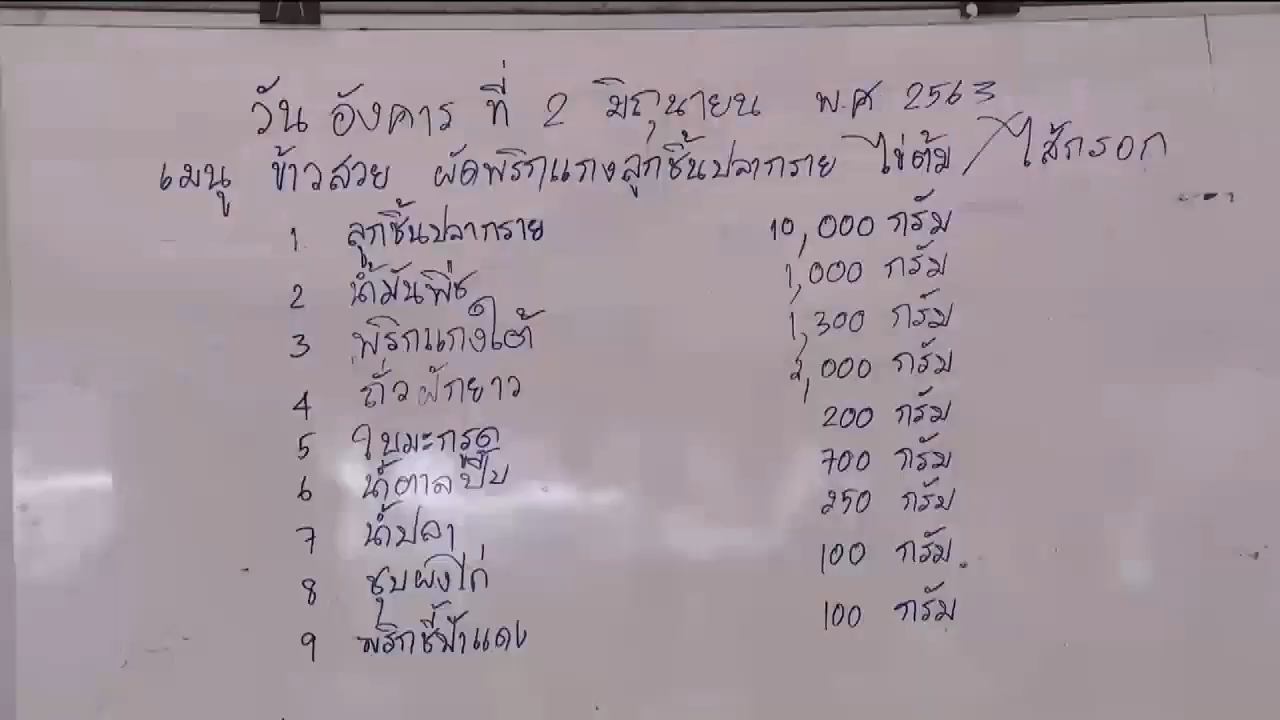 วัน อังคาร ที่ 2 มิถุนายน พ.ศ 2563
เมนู ข้าวสวย ผัดพริกแกงลูกชิ้นปลากราย ไข่ต้ม / ไส้กรอก
1. ลูกชิ้นปลากราย 10,000 กรัม
2 น้ำมันพืช 1,000 กรัม
3 พริกแกงใต้ 1,300 กรัม
4 ถั่วฝักยาว 2,000 กรัม
5 ใบมะกรูด 200 กรัม
6 น้ำตาลปี๊บ 700 กรัม
7 น้ำปลา 250 กรัม
8 ซุบผงไก่ 100 กรัม
9 พริกชี้ฟ้าแดง 100 กรัม